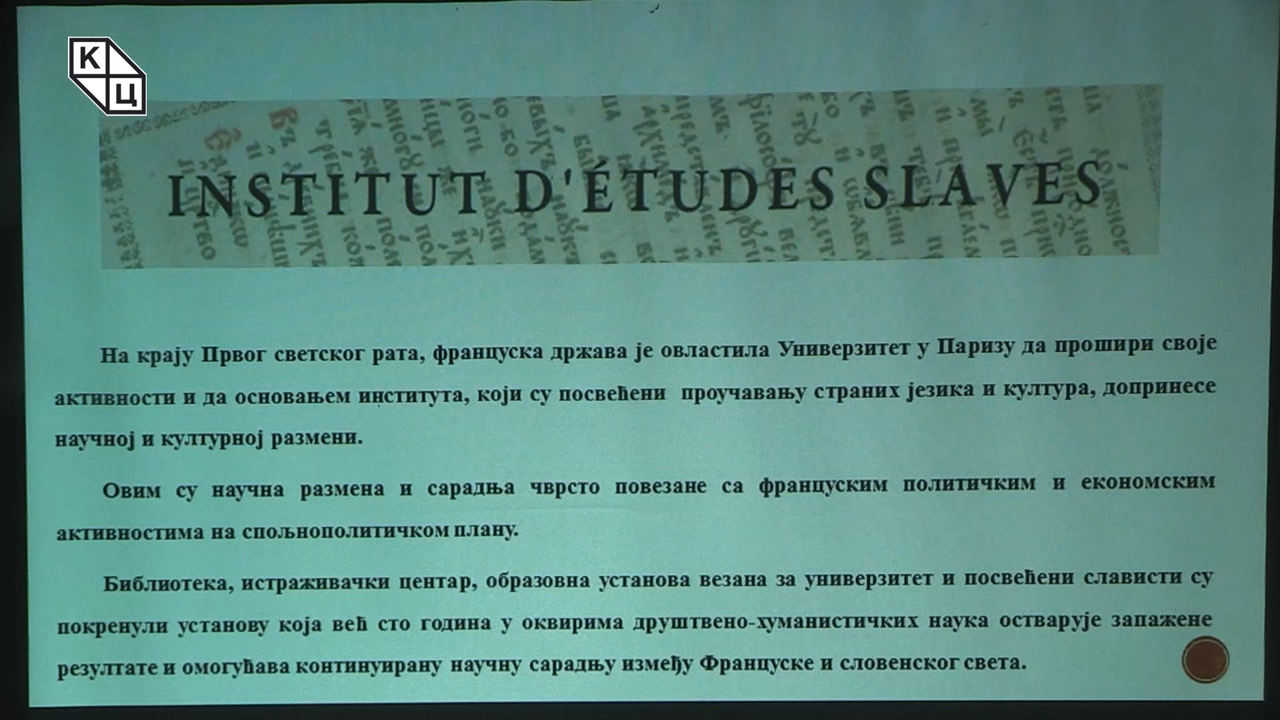 К
Ц
INSTITUT D'ÉTUDES SLAVES
На крају Првог светског рата, француска држава је овластила Универзитет у Паризу да прошири своје
активности и да основањем института, који су посвећени проучавању страних језика и култура, допринесе
научној и културној размени.
Овим су научна размена и сарадња чврсто повезане са француским политичким и економским
активностима на спољнополитичком плану.
Библиотека, истраживачки центар, образовна установа везана за универзитет и посвећени слависти су
покренули установу која већ сто година у оквирима друштвено-хуманистичких наука остварује запажене
резултате и омогућава континуирану научну сарадњу између Француске и словенског света.